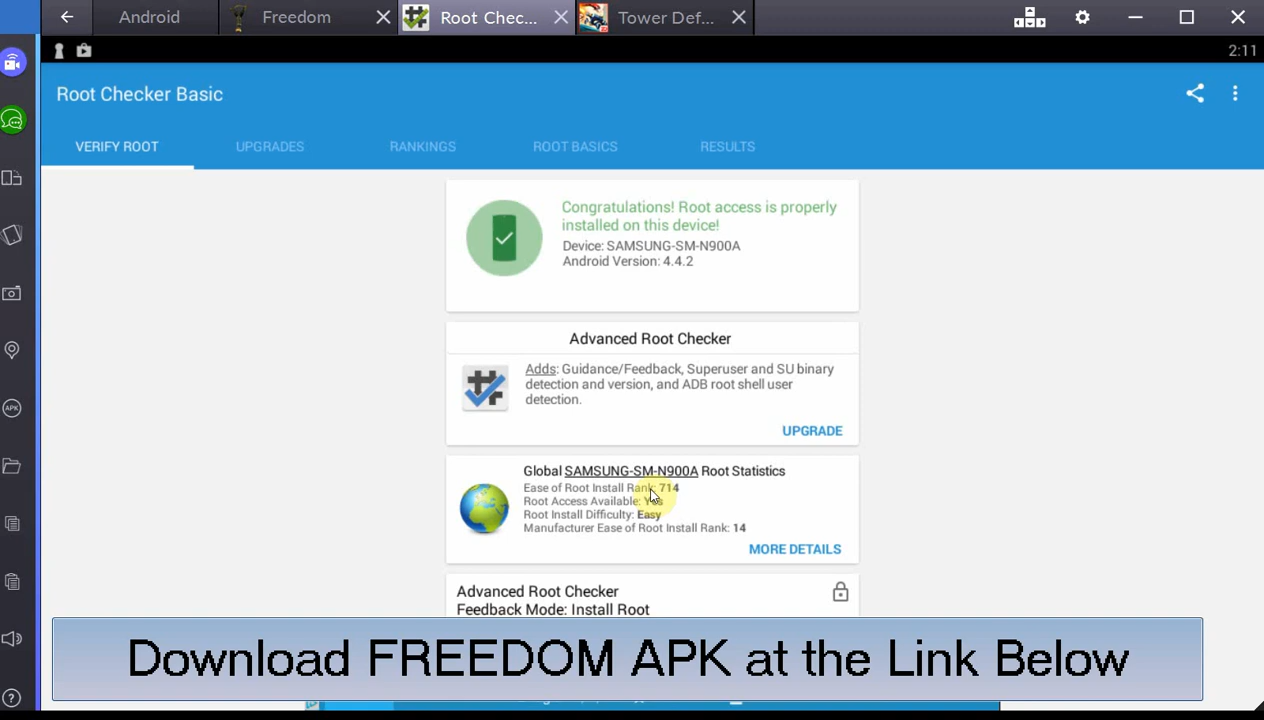 Android
Freedom
Root Chec...
Tower Def...
2:11
Root Checker Basic
VERIFY ROOT
UPGRADES
RANKINGS
ROOT BASICS
RESULTS
Congratulations! Root access is properly
installed on this device!
Device: SAMSUNG-SM-N900A
Android Version: 4.4.2
Advanced Root Checker
Adds: Guidance/Feedback, Superuser and SU binary
detection and version, and ADB root shell user
detection.
UPGRADE
Global SAMSUNG-SM-N900A Root Statistics
Ease of Root Install Rank: 714
Root Access Available: Yes
Root Install Difficulty: Easy
Manufacturer Ease of Root Install Rank: 14
MORE DETAILS
Advanced Root Checker
Feedback Mode: Install Root
APK
Download FREEDOM APK at the Link Below